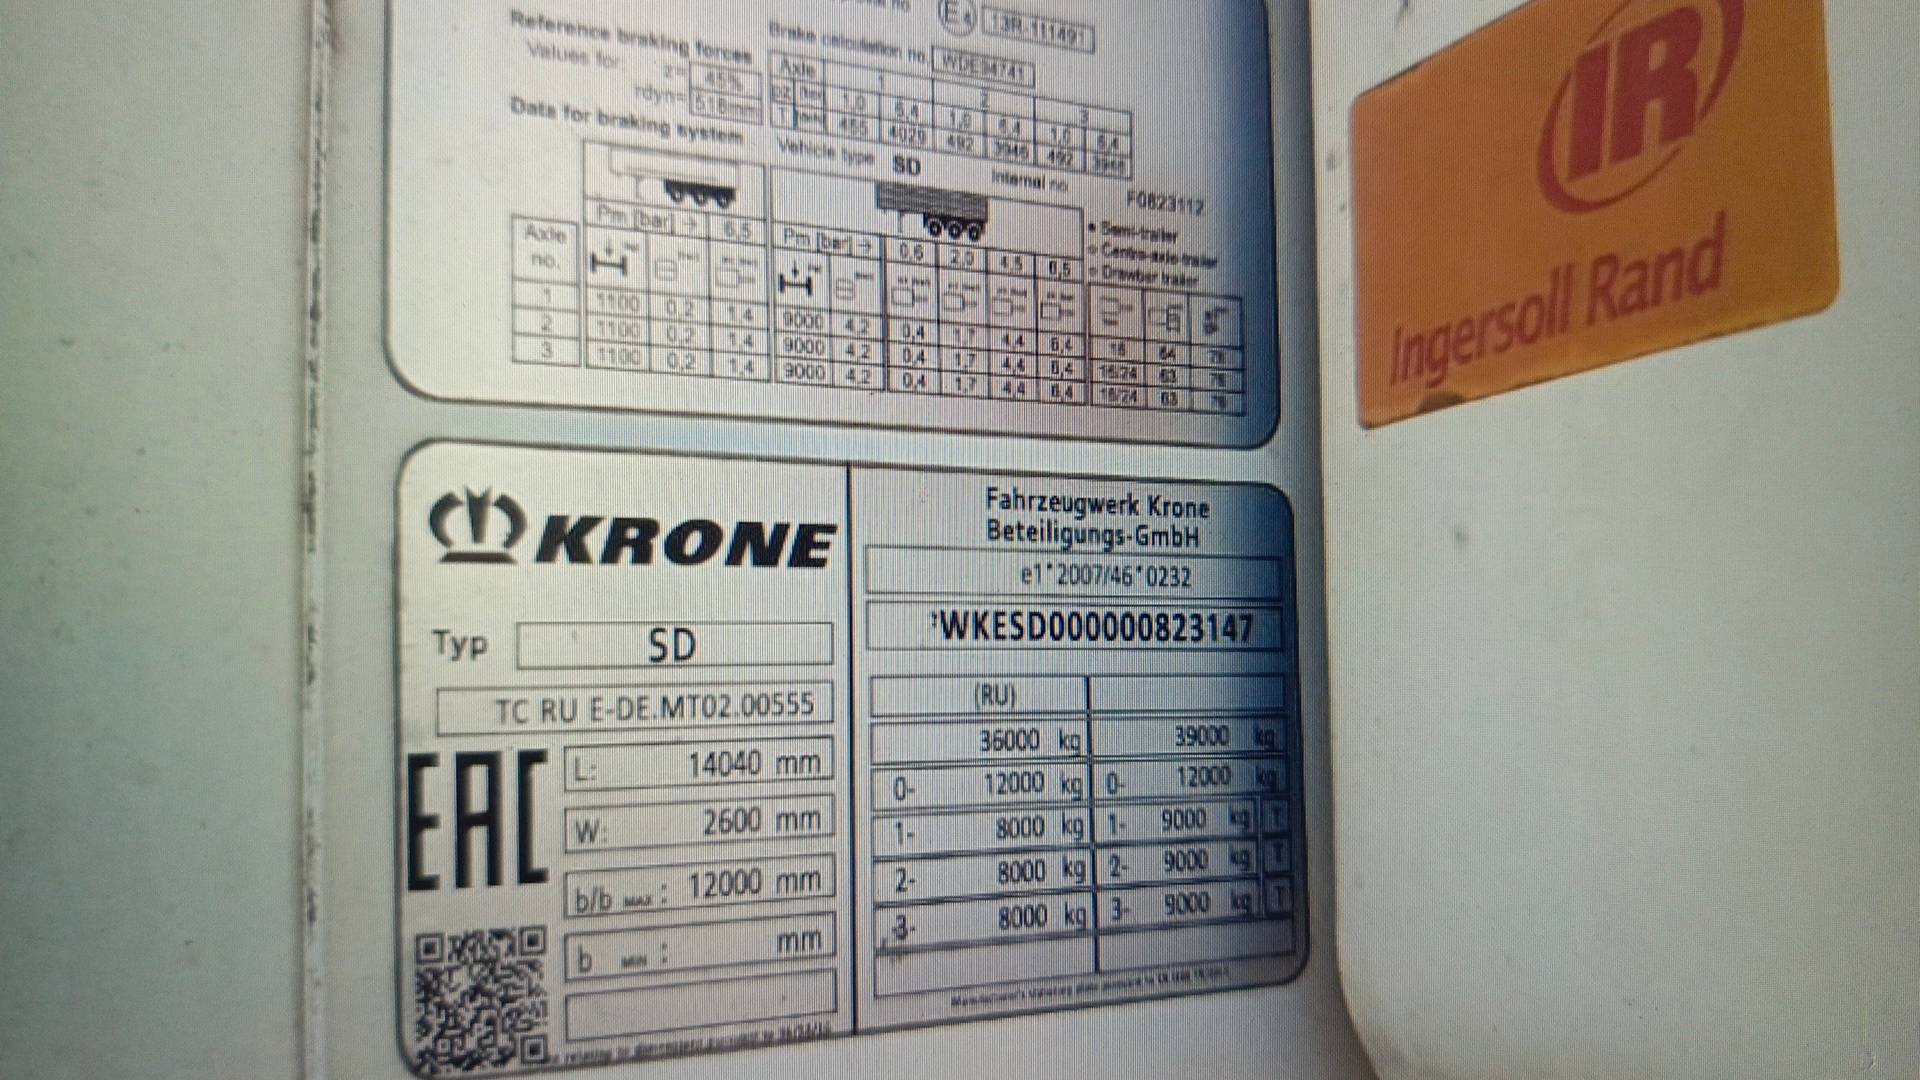 E4 13R-111491
Reference braking forces
Brake calculation no. WDE94741
Values for: z= 45%
Axle 1 2 3
rdyn= 518mm
1,0 6,4 1,0 6,4 1,0 6,4
455 4029 492 3946 492 3946
Data for braking system
Vehicle type SD Internal no. F0823112
Semi-trailer
Centre-axle-trailer
Drawbar trailer
Axle no.
Pm [bar] → 6,5
Pm [bar] → 0,6 2,0 4,5 6,5
1 1100 0,2 1,4 9000 4,2 0,4 1,7 4,4 6,4 16 64 76
2 1100 0,2 1,4 9000 4,2 0,4 1,7 4,4 6,4 16/24 63 76
3 1100 0,2 1,4 9000 4,2 0,4 1,7 4,4 6,4 16/24 63 76
IR
Ingersoll Rand
KRONE
Typ SD
TC RU E-DE.MT02.00555
EAC
L: 14040 mm
W: 2600 mm
b/b MAX : 12000 mm
b MIN : mm
Fahrzeugwerk Krone
Beteiligungs-GmbH
e1*2007/46*0232
*WKESD000000823147
(RU)
36000 kg 39000 kg
0- 12000 kg 0- 12000 kg
1- 8000 kg 1- 9000 kg T
2- 8000 kg 2- 9000 kg T
3- 8000 kg 3- 9000 kg T